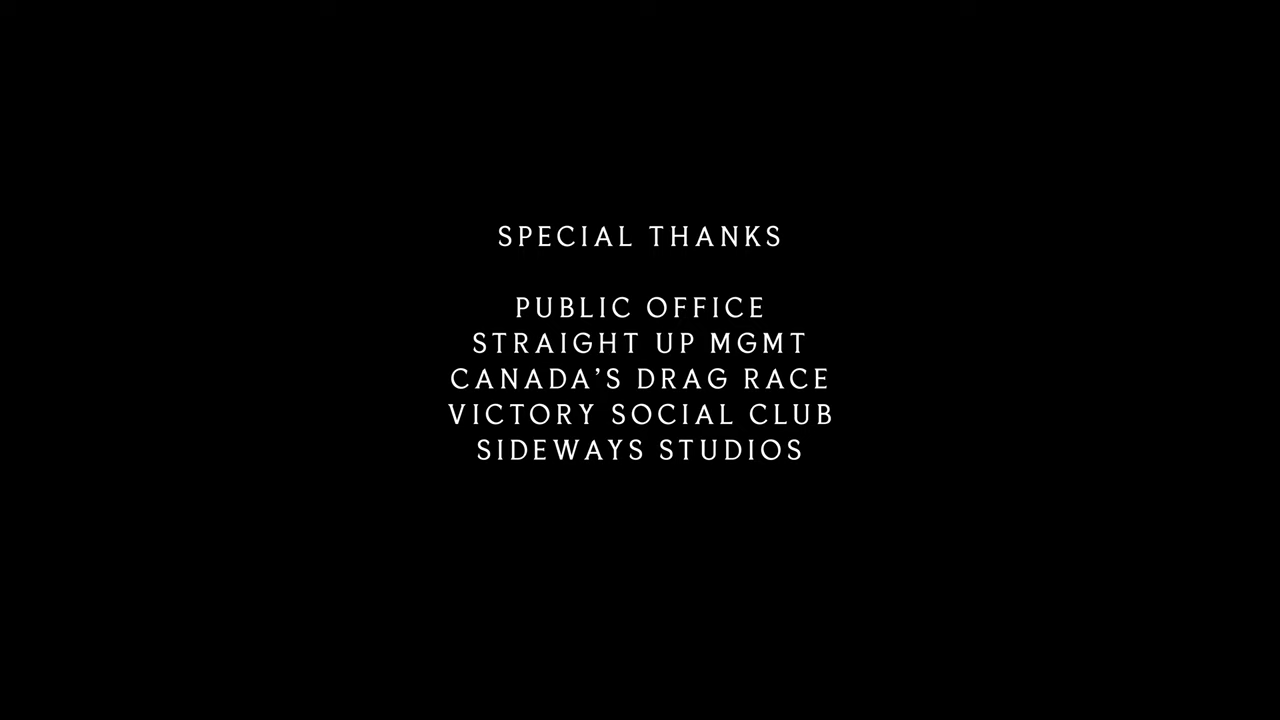 SPECIAL THANKS
PUBLIC OFFICE
STRAIGHT UP MGMT
CANADA’S DRAG RACE
VICTORY SOCIAL CLUB
SIDEWAYS STUDIOS